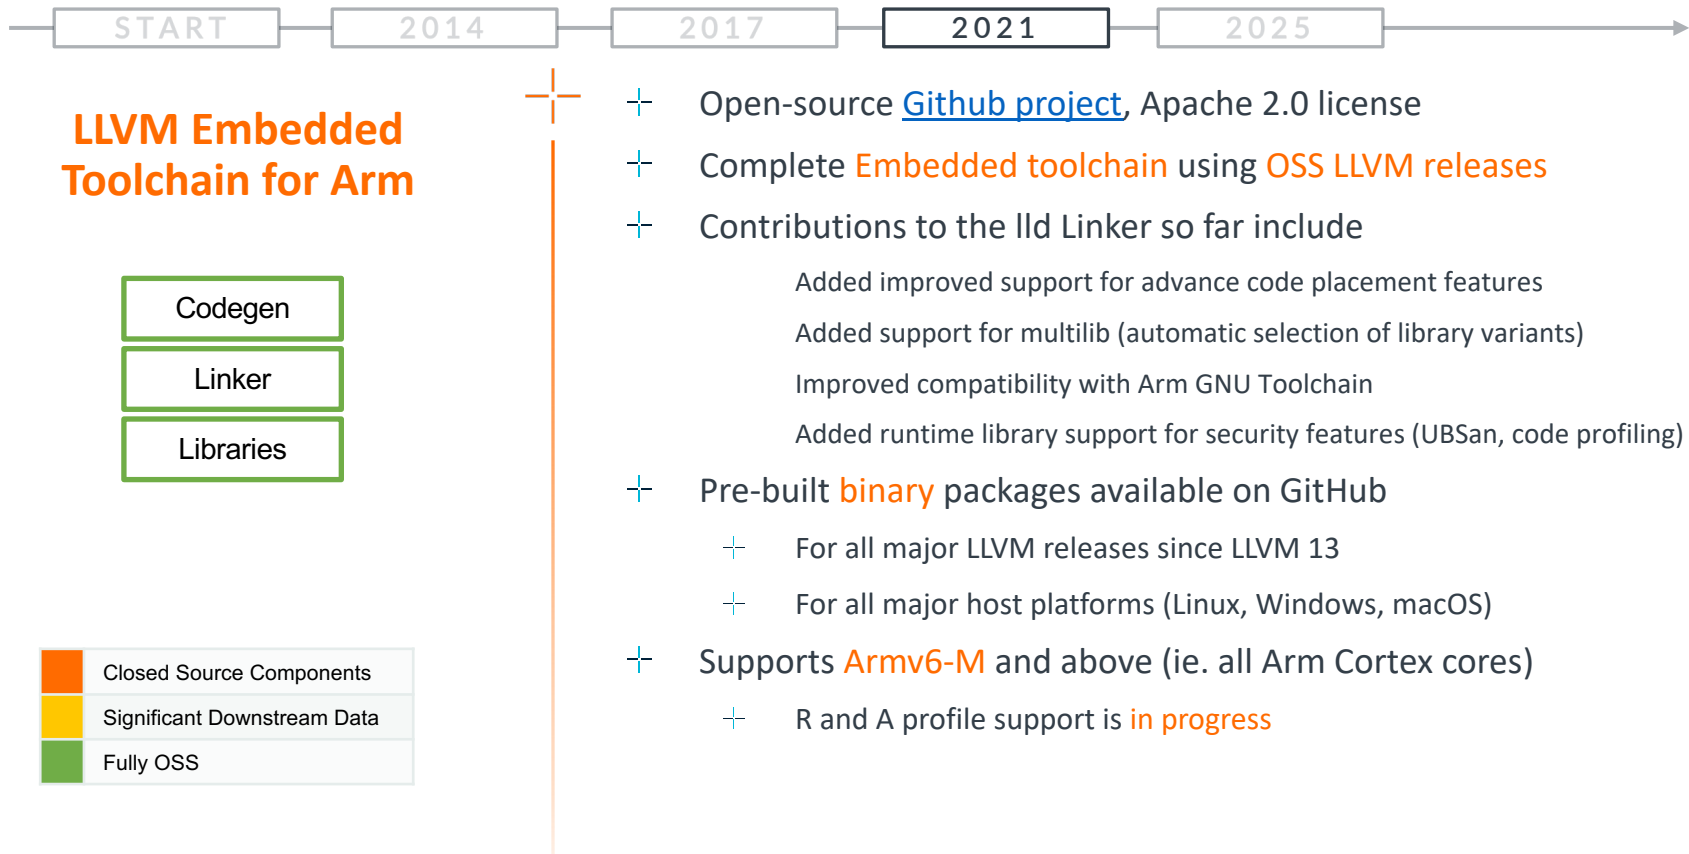 START 2014 2017 2021 2025
LLVM Embedded
Toolchain for Arm
Codegen
Linker
Libraries
Closed Source Components
Significant Downstream Data
Fully OSS
Open-source Github project, Apache 2.0 license
Complete Embedded toolchain using OSS LLVM releases
Contributions to the lld Linker so far include
Added improved support for advance code placement features
Added support for multilib (automatic selection of library variants)
Improved compatibility with Arm GNU Toolchain
Added runtime library support for security features (UBSan, code profiling)
Pre-built binary packages available on GitHub
For all major LLVM releases since LLVM 13
For all major host platforms (Linux, Windows, macOS)
Supports Armv6-M and above (ie. all Arm Cortex cores)
R and A profile support is in progress